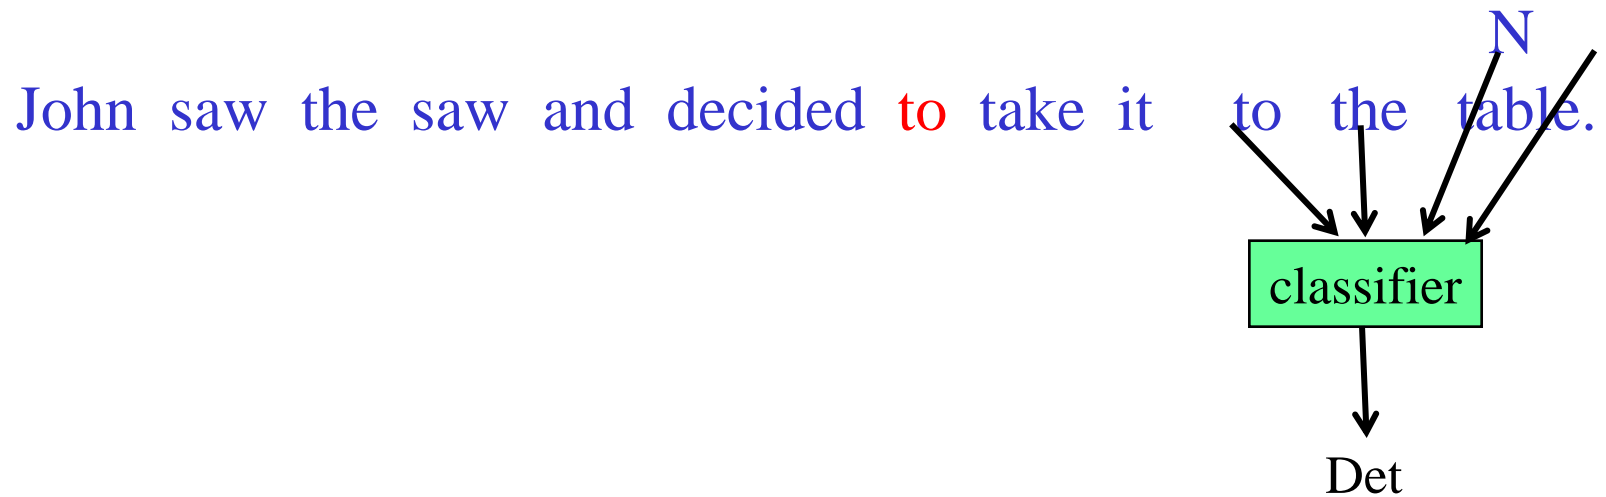 N
John saw the saw and decided to take it to the table.
classifier
Det